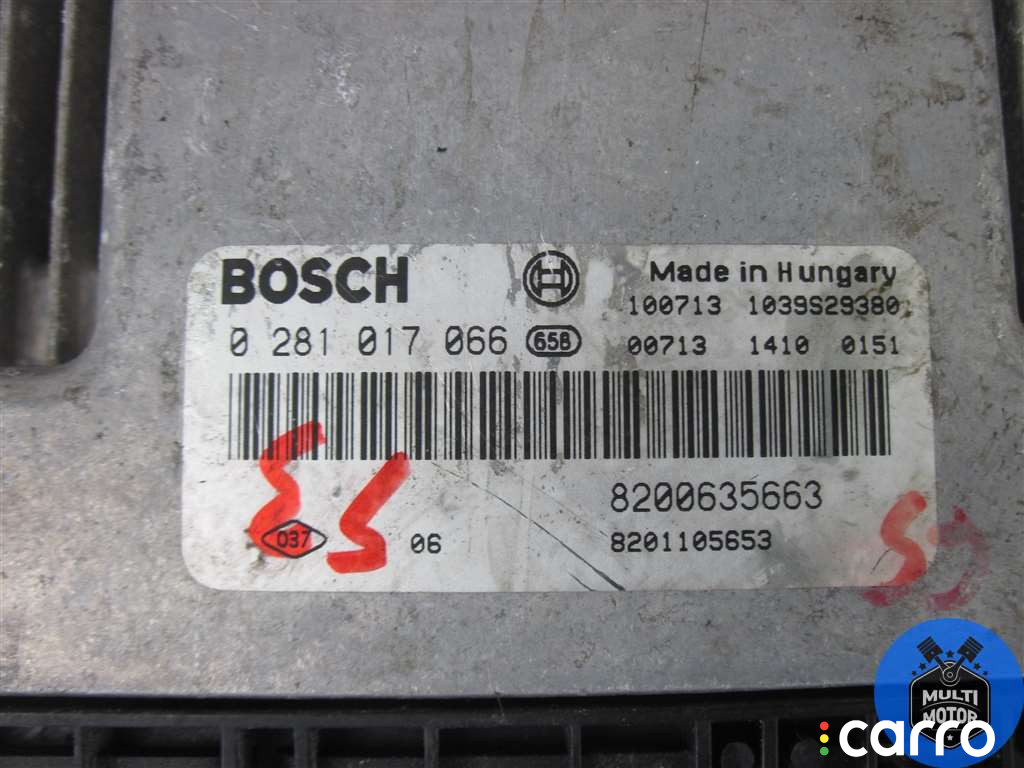 BOSCH
Made in Hungary
100713 1039S29380
0 281 017 066 658
00713 1410 0151
8200635663
037 06 8201105653
MULTI
MOTOR
carro